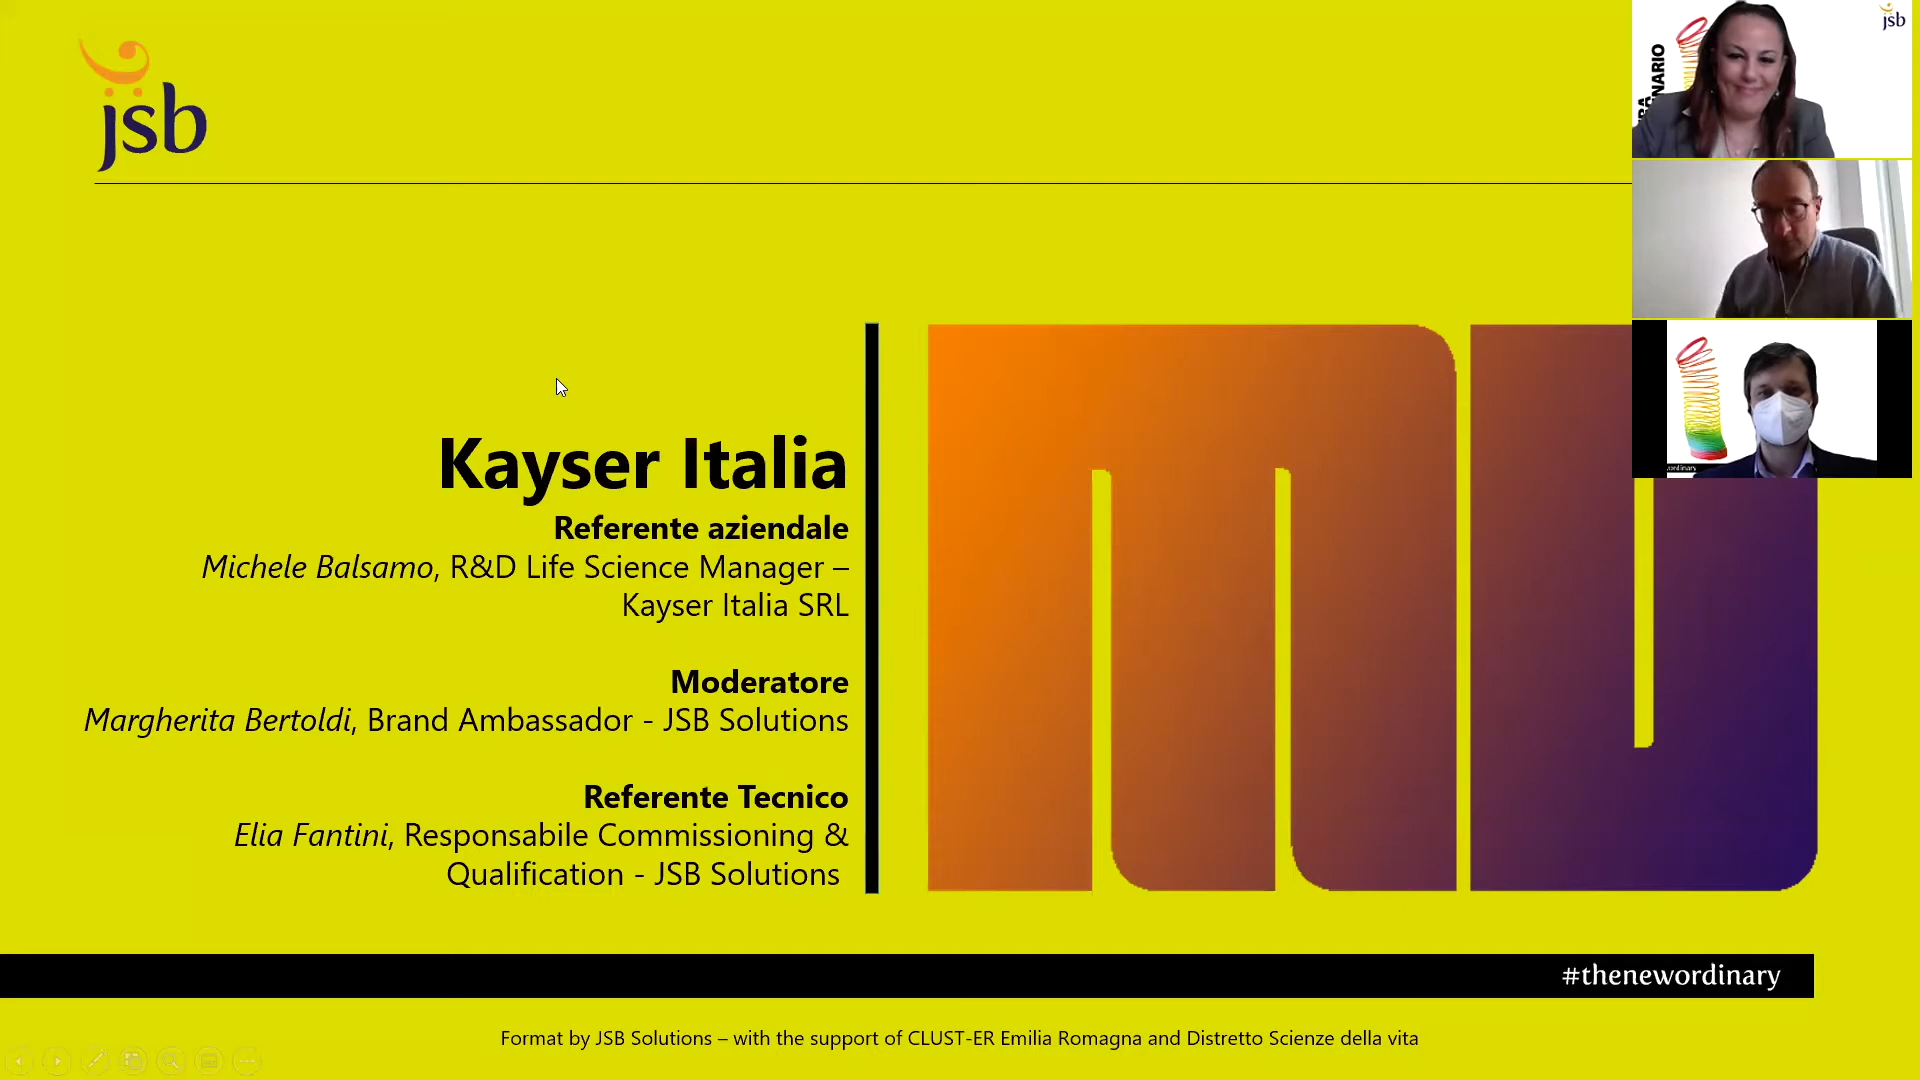 jsb
jsb
NARIO
Kayser Italia
Referente aziendale
Michele Balsamo, R&D Life Science Manager –
Kayser Italia SRL
Moderatore
Margherita Bertoldi, Brand Ambassador - JSB Solutions
Referente Tecnico
Elia Fantini, Responsabile Commissioning &
Qualification - JSB Solutions
#thenewordinary
Format by JSB Solutions – with the support of CLUST-ER Emilia Romagna and Distretto Scienze della vita